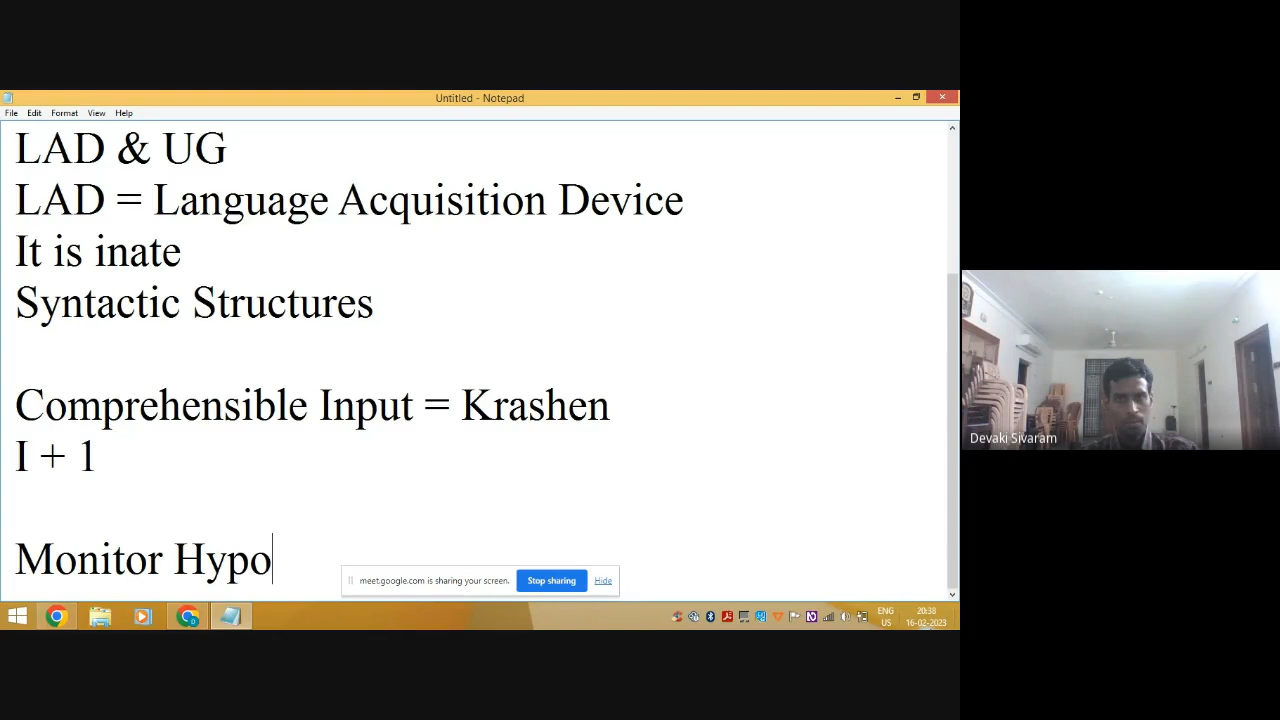 Untitled - Notepad
File Edit Format View Help
LAD & UG
LAD = Language Acquisition Device
It is inate
Syntactic Structures
Comprehensible Input = Krashen
I + 1
Monitor Hypo
meet.google.com is sharing your screen. Stop sharing Hide
ENG
US
20:38
16-02-2023
Devaki Sivaram